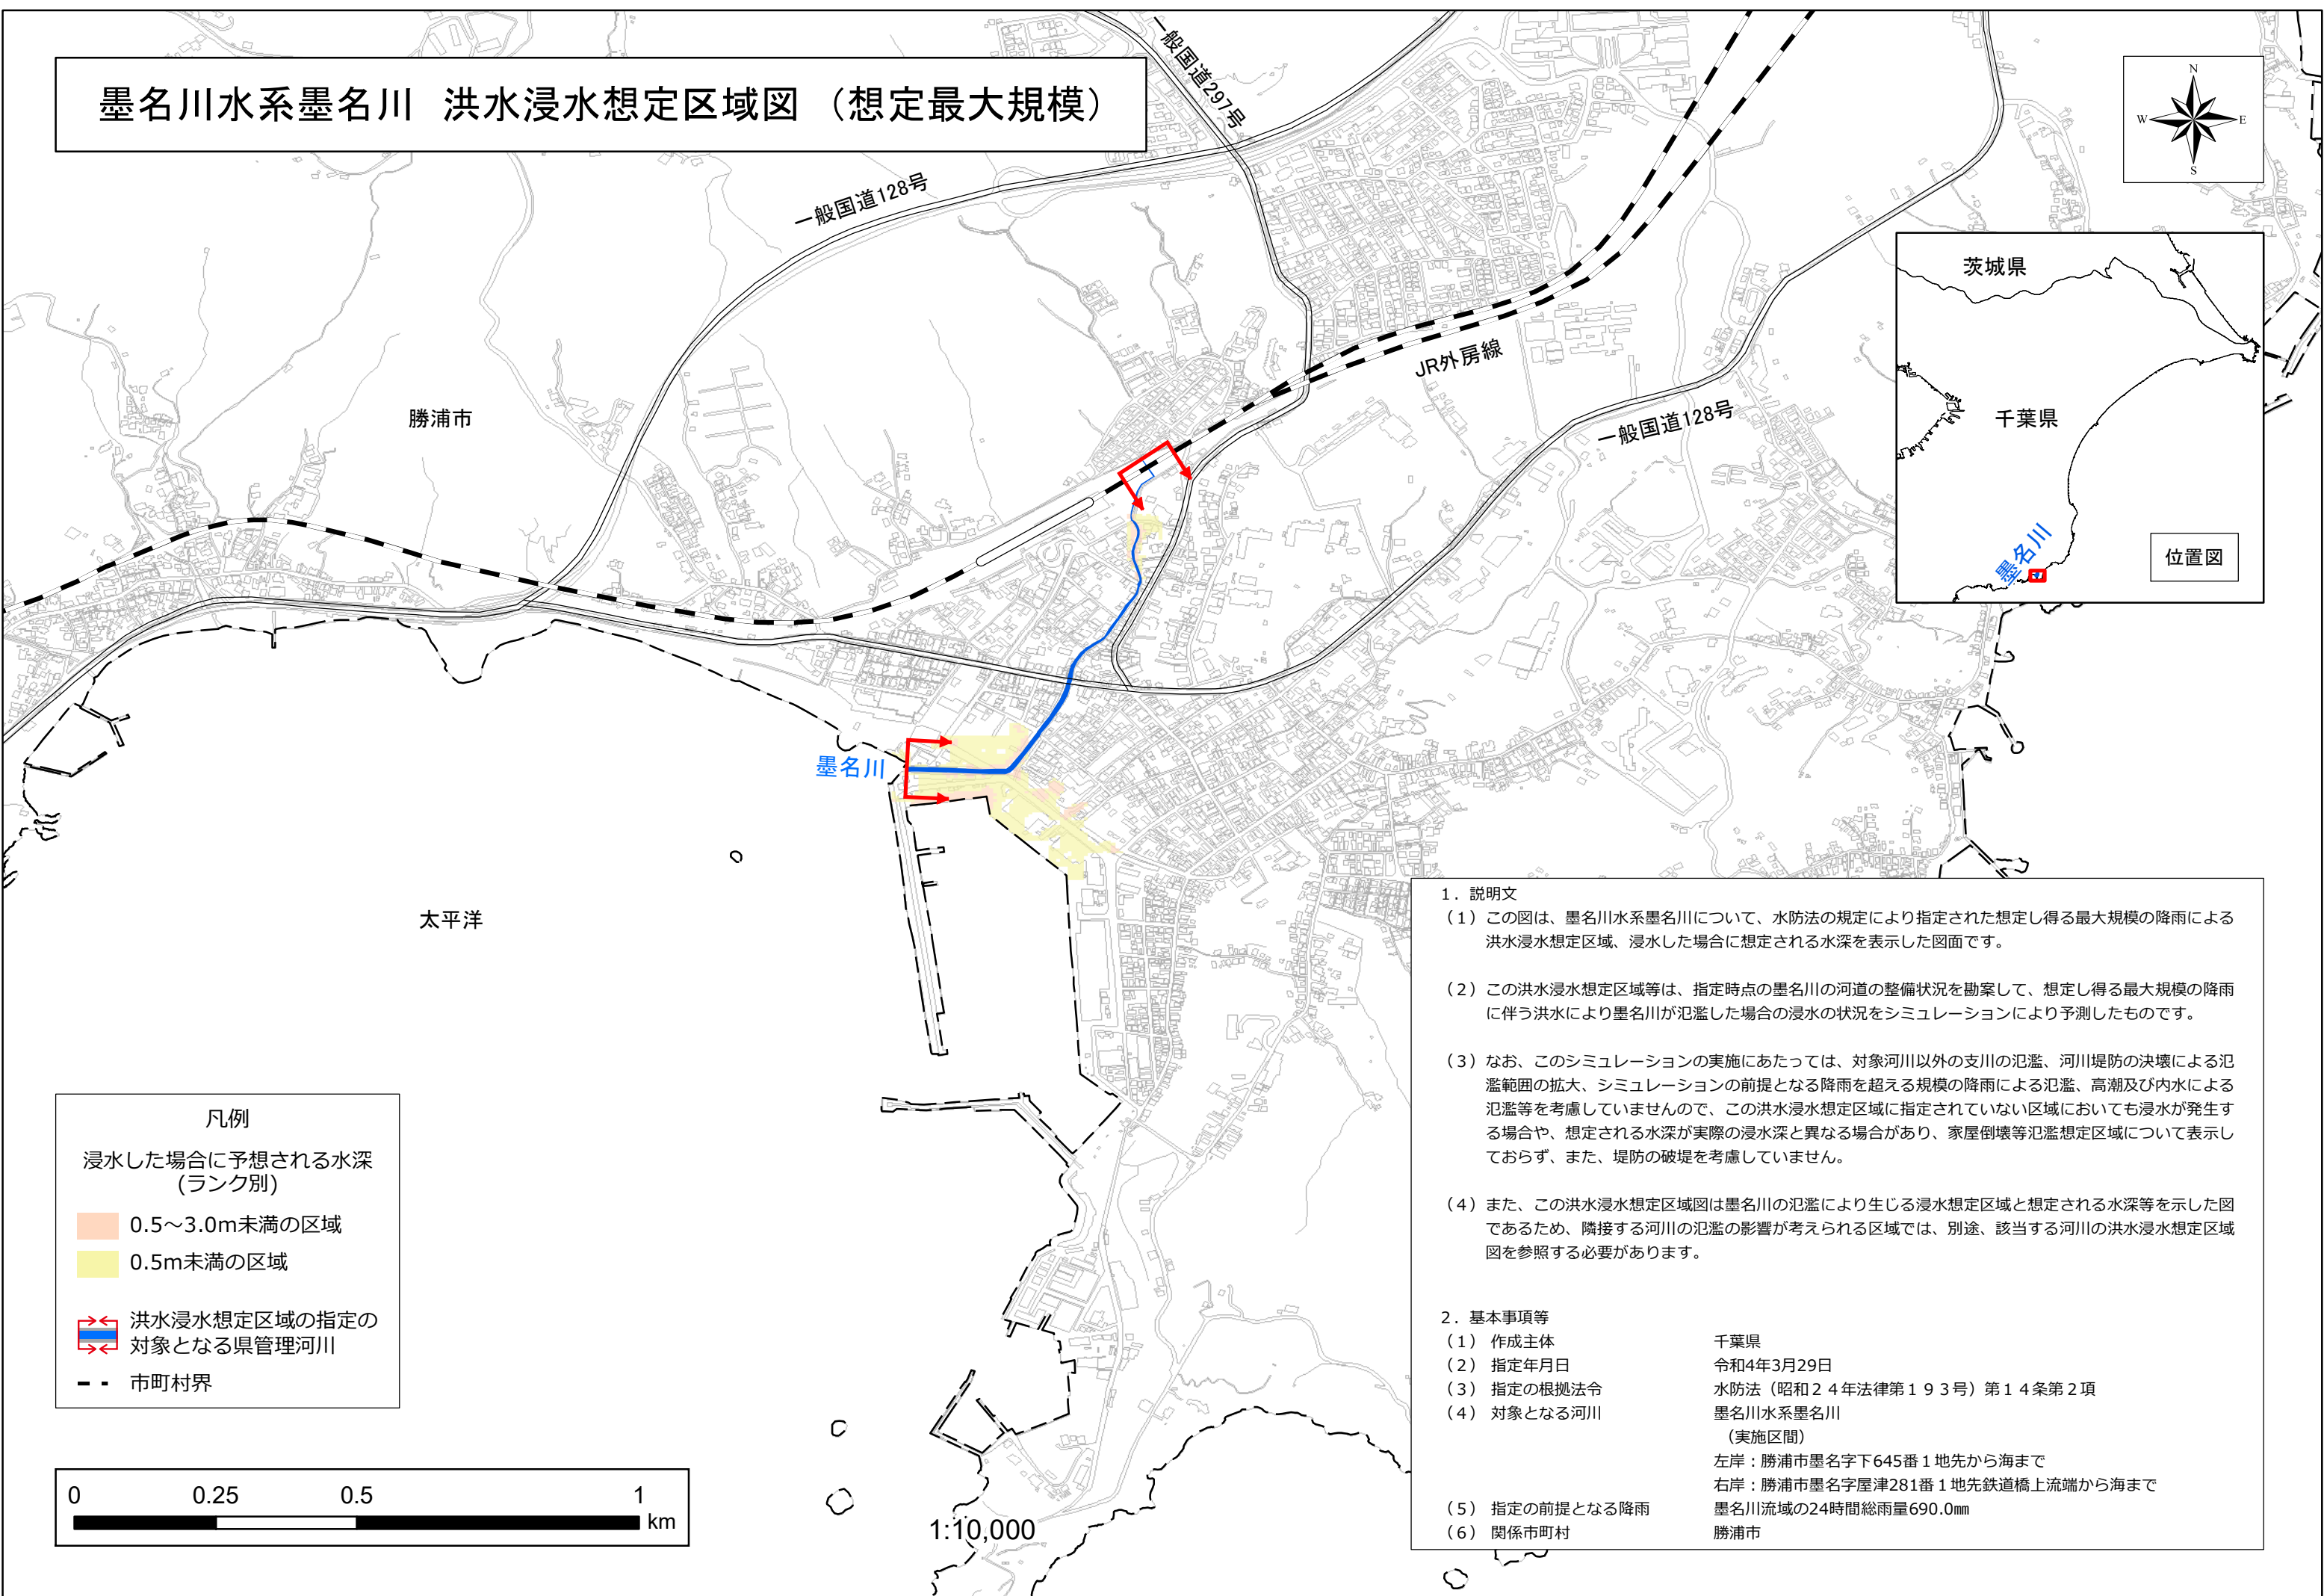 墨名川水系墨名川 洪水浸水想定区域図 （想定最大規模）
一般国道297号
一般国道128号
N
W
E
S
茨城県
千葉県
墨名川
位置図
JR外房線
一般国道128号
勝浦市
墨名川
太平洋
凡例
浸水した場合に予想される水深
(ランク別)
0.5～3.0m未満の区域
0.5m未満の区域
洪水浸水想定区域の指定の
対象となる県管理河川
市町村界
0 0.25 0.5 1
km
1:10,000
1．説明文
（1）この図は、墨名川水系墨名川について、水防法の規定により指定された想定し得る最大規模の降雨による
洪水浸水想定区域、浸水した場合に想定される水深を表示した図面です。
（2）この洪水浸水想定区域等は、指定時点の墨名川の河道の整備状況を勘案して、想定し得る最大規模の降雨
に伴う洪水により墨名川が氾濫した場合の浸水の状況をシミュレーションにより予測したものです。
（3）なお、このシミュレーションの実施にあたっては、対象河川以外の支川の氾濫、河川堤防の決壊による氾
濫範囲の拡大、シミュレーションの前提となる降雨を超える規模の降雨による氾濫、高潮及び内水による
氾濫等を考慮していませんので、この洪水浸水想定区域に指定されていない区域においても浸水が発生す
る場合や、想定される水深が実際の浸水深と異なる場合があり、家屋倒壊等氾濫想定区域について表示し
ておらず、また、堤防の破堤を考慮していません。
（4）また、この洪水浸水想定区域図は墨名川の氾濫により生じる浸水想定区域と想定される水深等を示した図
であるため、隣接する河川の氾濫の影響が考えられる区域では、別途、該当する河川の洪水浸水想定区域
図を参照する必要があります。
2．基本事項等
（1） 作成主体 千葉県
（2） 指定年月日 令和4年3月29日
（3） 指定の根拠法令 水防法（昭和２４年法律第１９３号）第１４条第２項
（4） 対象となる河川 墨名川水系墨名川
（実施区間）
左岸：勝浦市墨名字下645番１地先から海まで
右岸：勝浦市墨名字屋津281番１地先鉄道橋上流端から海まで
（5） 指定の前提となる降雨 墨名川流域の24時間総雨量690.0㎜
（6） 関係市町村 勝浦市